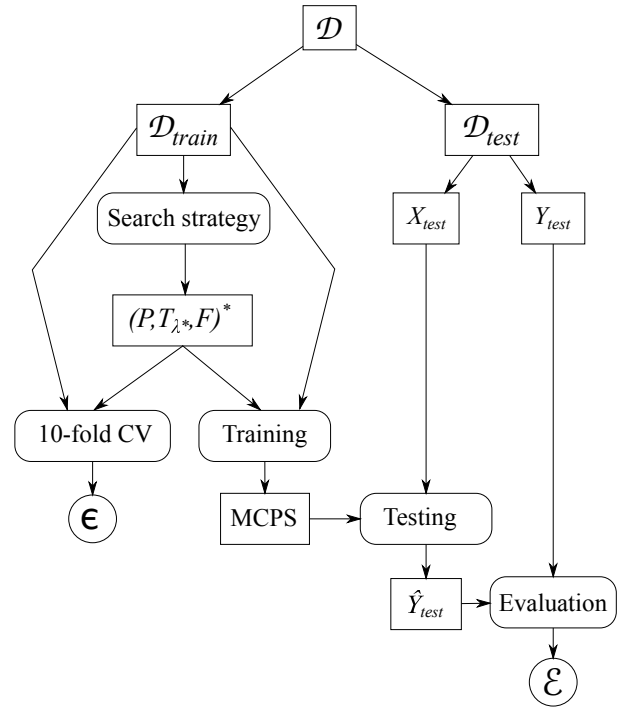 𝒟
𝒟train
𝒟test
Search strategy
Xtest
Ytest
(P,Tλ*,F)*
10-fold CV
Training
ϵ
MCPS
Testing
Ŷtest
Evaluation
ℰ